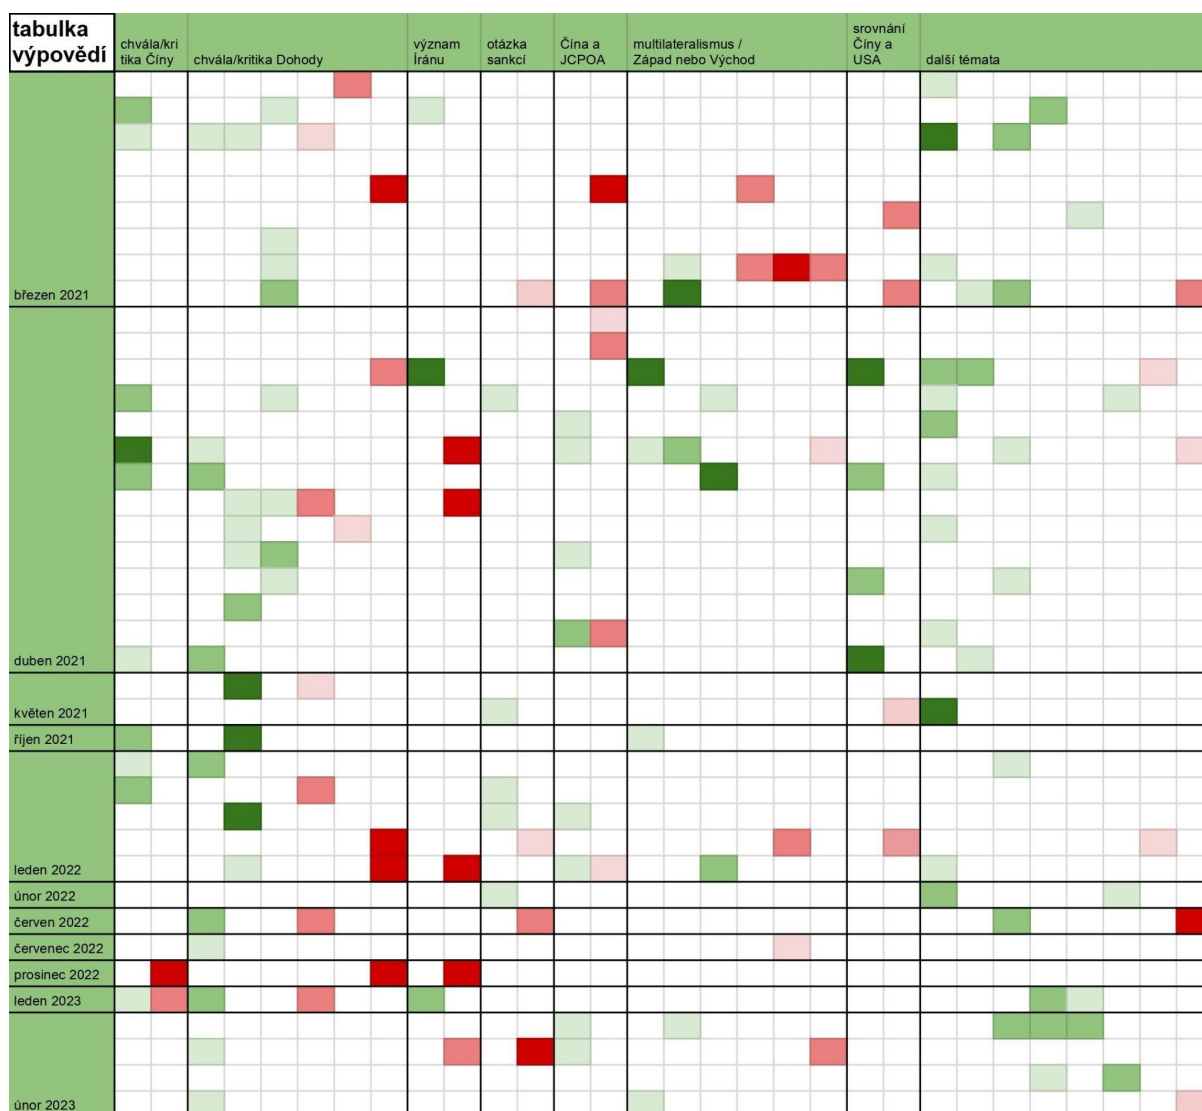 tabulka
výpovědí
chvála/kri
tika Číny
chvála/kritika Dohody
význam
Íránu
otázka
sankcí
Čína a
JCPOA
multilateralismus /
Západ nebo Východ
srovnání
Číny a
USA
další témata
březen 2021
duben 2021
květen 2021
říjen 2021
leden 2022
únor 2022
červen 2022
červenec 2022
prosinec 2022
leden 2023
únor 2023